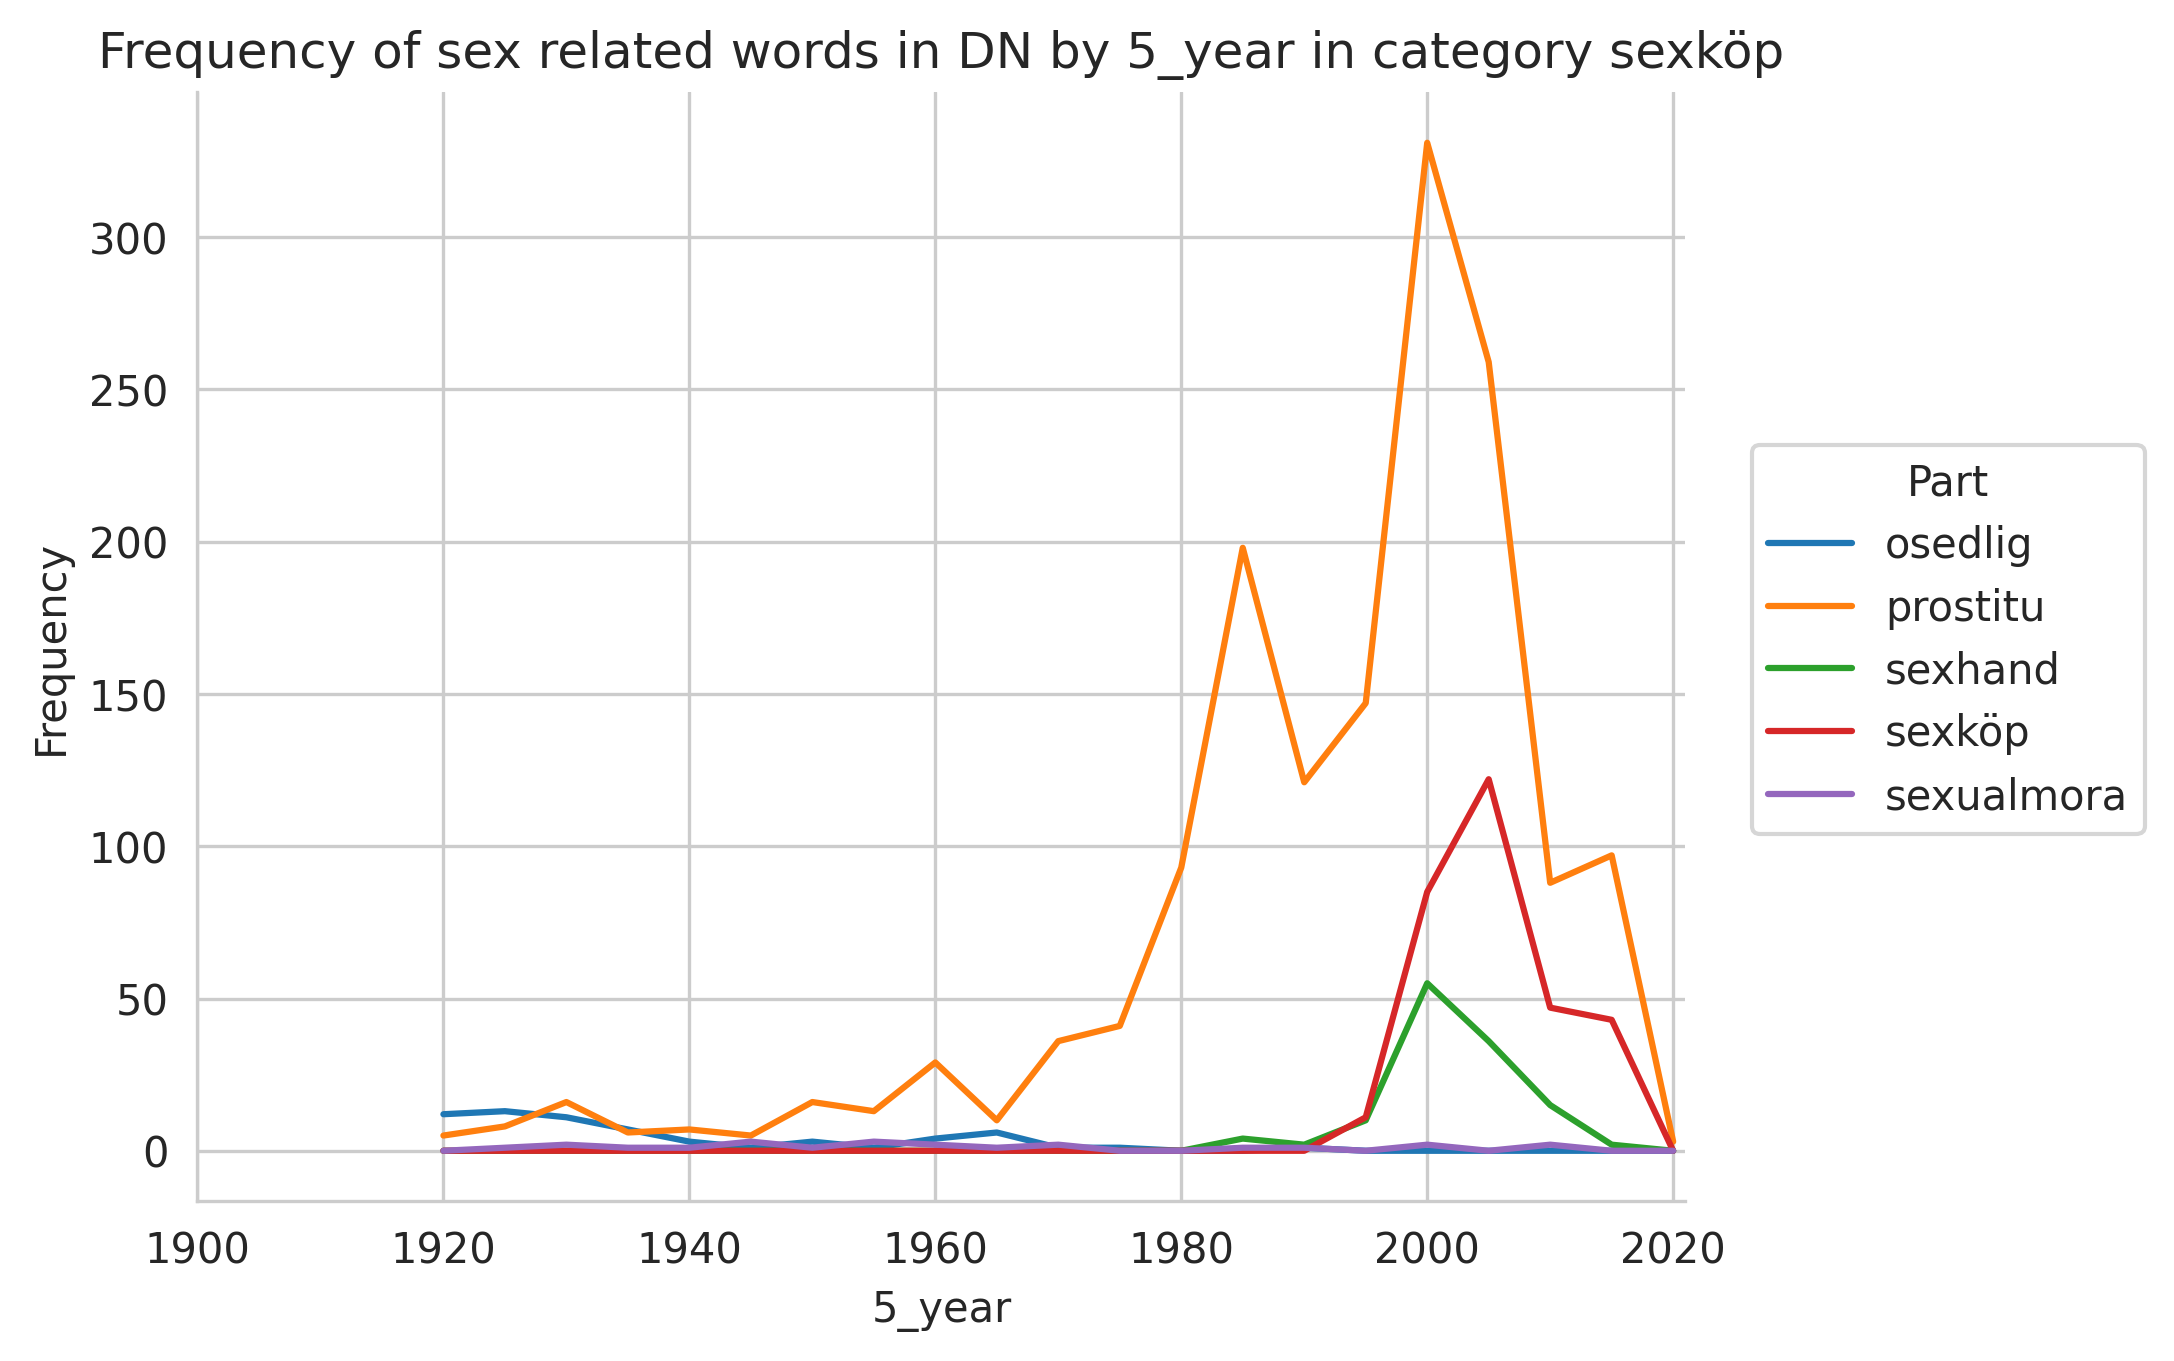 Frequency of sex related words in DN by 5_year in category sexköp
Frequency
300
250
200
150
100
50
0
1900 1920 1940 1960 1980 2000 2020
5_year
Part
osedlig
prostitu
sexhand
sexköp
sexualmora